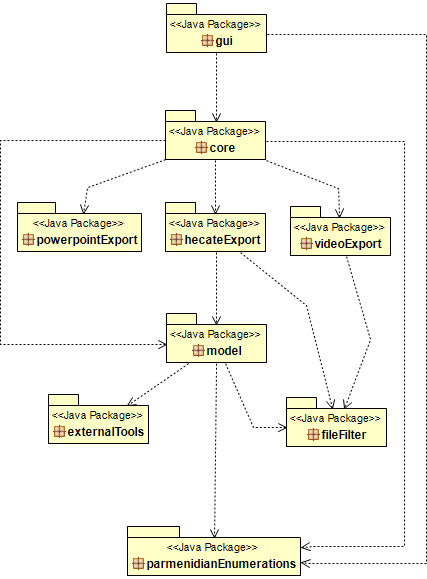 <<Java Package>>
gui
<<Java Package>>
core
<<Java Package>>
powerpointExport
<<Java Package>>
hecateExport
<<Java Package>>
videoExport
<<Java Package>>
model
<<Java Package>>
externalTools
<<Java Package>>
fileFilter
<<Java Package>>
parmenidianEnumerations